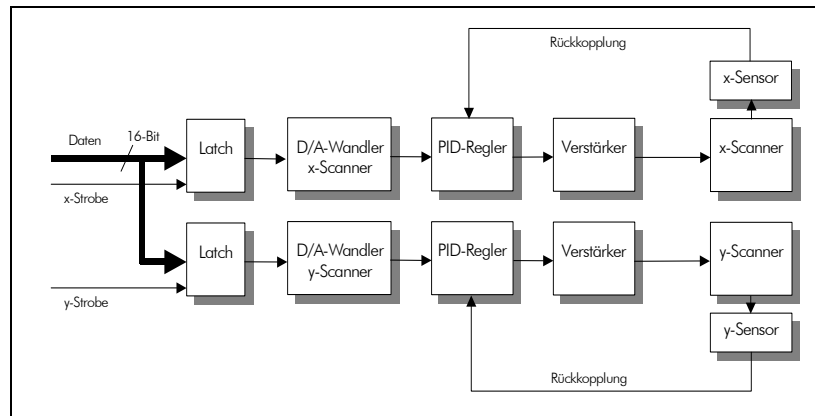 Rückkopplung
x-Sensor
16-Bit
Daten
Latch
D/A-Wandler
x-Scanner
PID-Regler
Verstärker
x-Scanner
x-Strobe
Latch
D/A-Wandler
y-Scanner
PID-Regler
Verstärker
y-Scanner
y-Strobe
y-Sensor
Rückkopplung